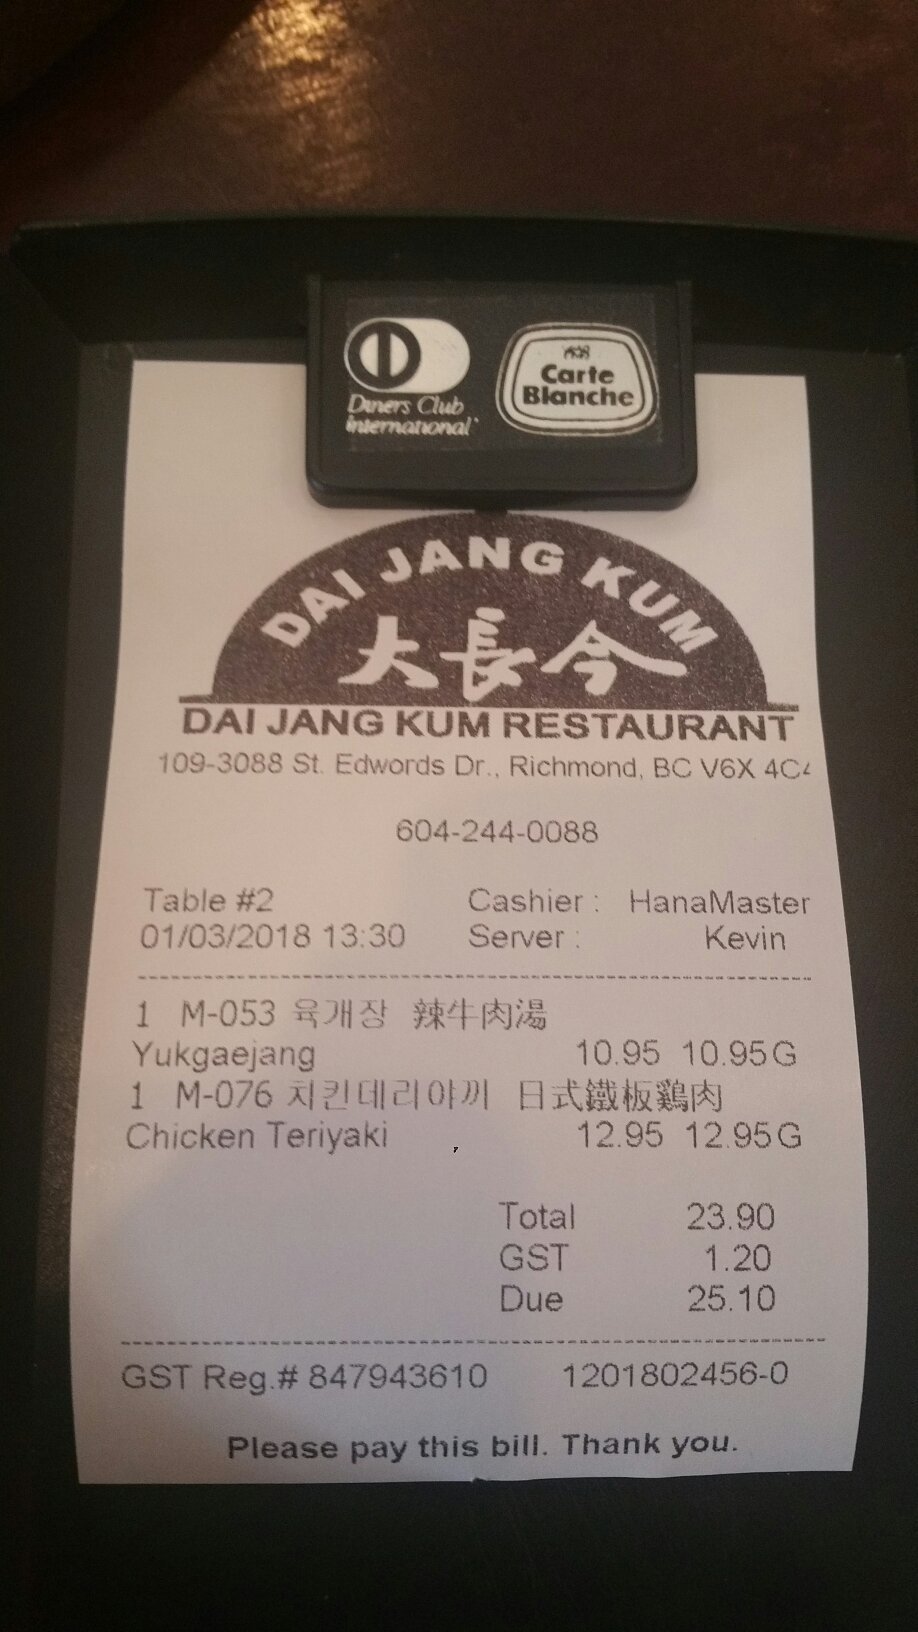 Diners Club
International
Carte
Blanche
DAI JANG KUM
大長今
DAI JANG KUM RESTAURANT
109-3088 St. Edwords Dr., Richmond, BC V6X 4C4
604-244-0088
Table #2 Cashier : HanaMaster
01/03/2018 13:30 Server : Kevin
1 M-053 육개장 辣牛肉湯
Yukgaejang 10.95 10.95G
1 M-076 치킨데리야끼 日式鐵板鷄肉
Chicken Teriyaki 12.95 12.95G
Total 23.90
GST 1.20
Due 25.10
GST Reg.# 847943610 1201802456-0
Please pay this bill. Thank you.